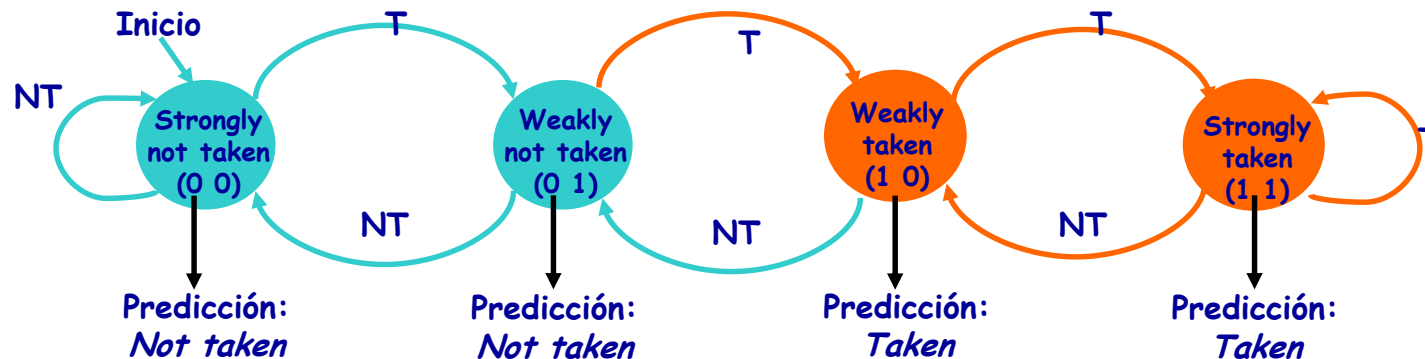 Inicio
T
T
T
NT
Strongly
not taken
(0 0)
Weakly
not taken
(0 1)
Weakly
taken
(1 0)
Strongly
taken
(1 1)
NT
NT
NT
Predicción:
Not taken
Predicción:
Not taken
Predicción:
Taken
Predicción:
Taken